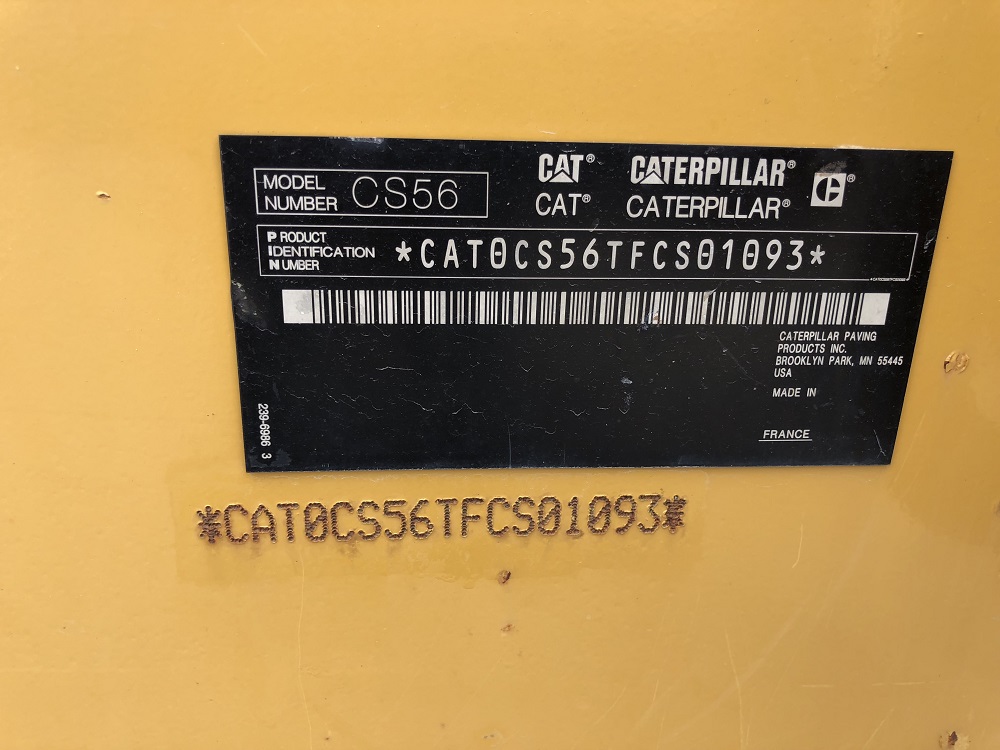 CAT® CATERPILLAR® C®
MODEL NUMBER CS56
CAT® CATERPILLAR®
PRODUCT IDENTIFICATION NUMBER *CAT0CS56TFCS01093*
CATERPILLAR PAVING
PRODUCTS INC.
BROOKLYN PARK, MN 55445
USA
MADE IN
FRANCE
239-6986 3
*CAT0CS56TFCS01093*